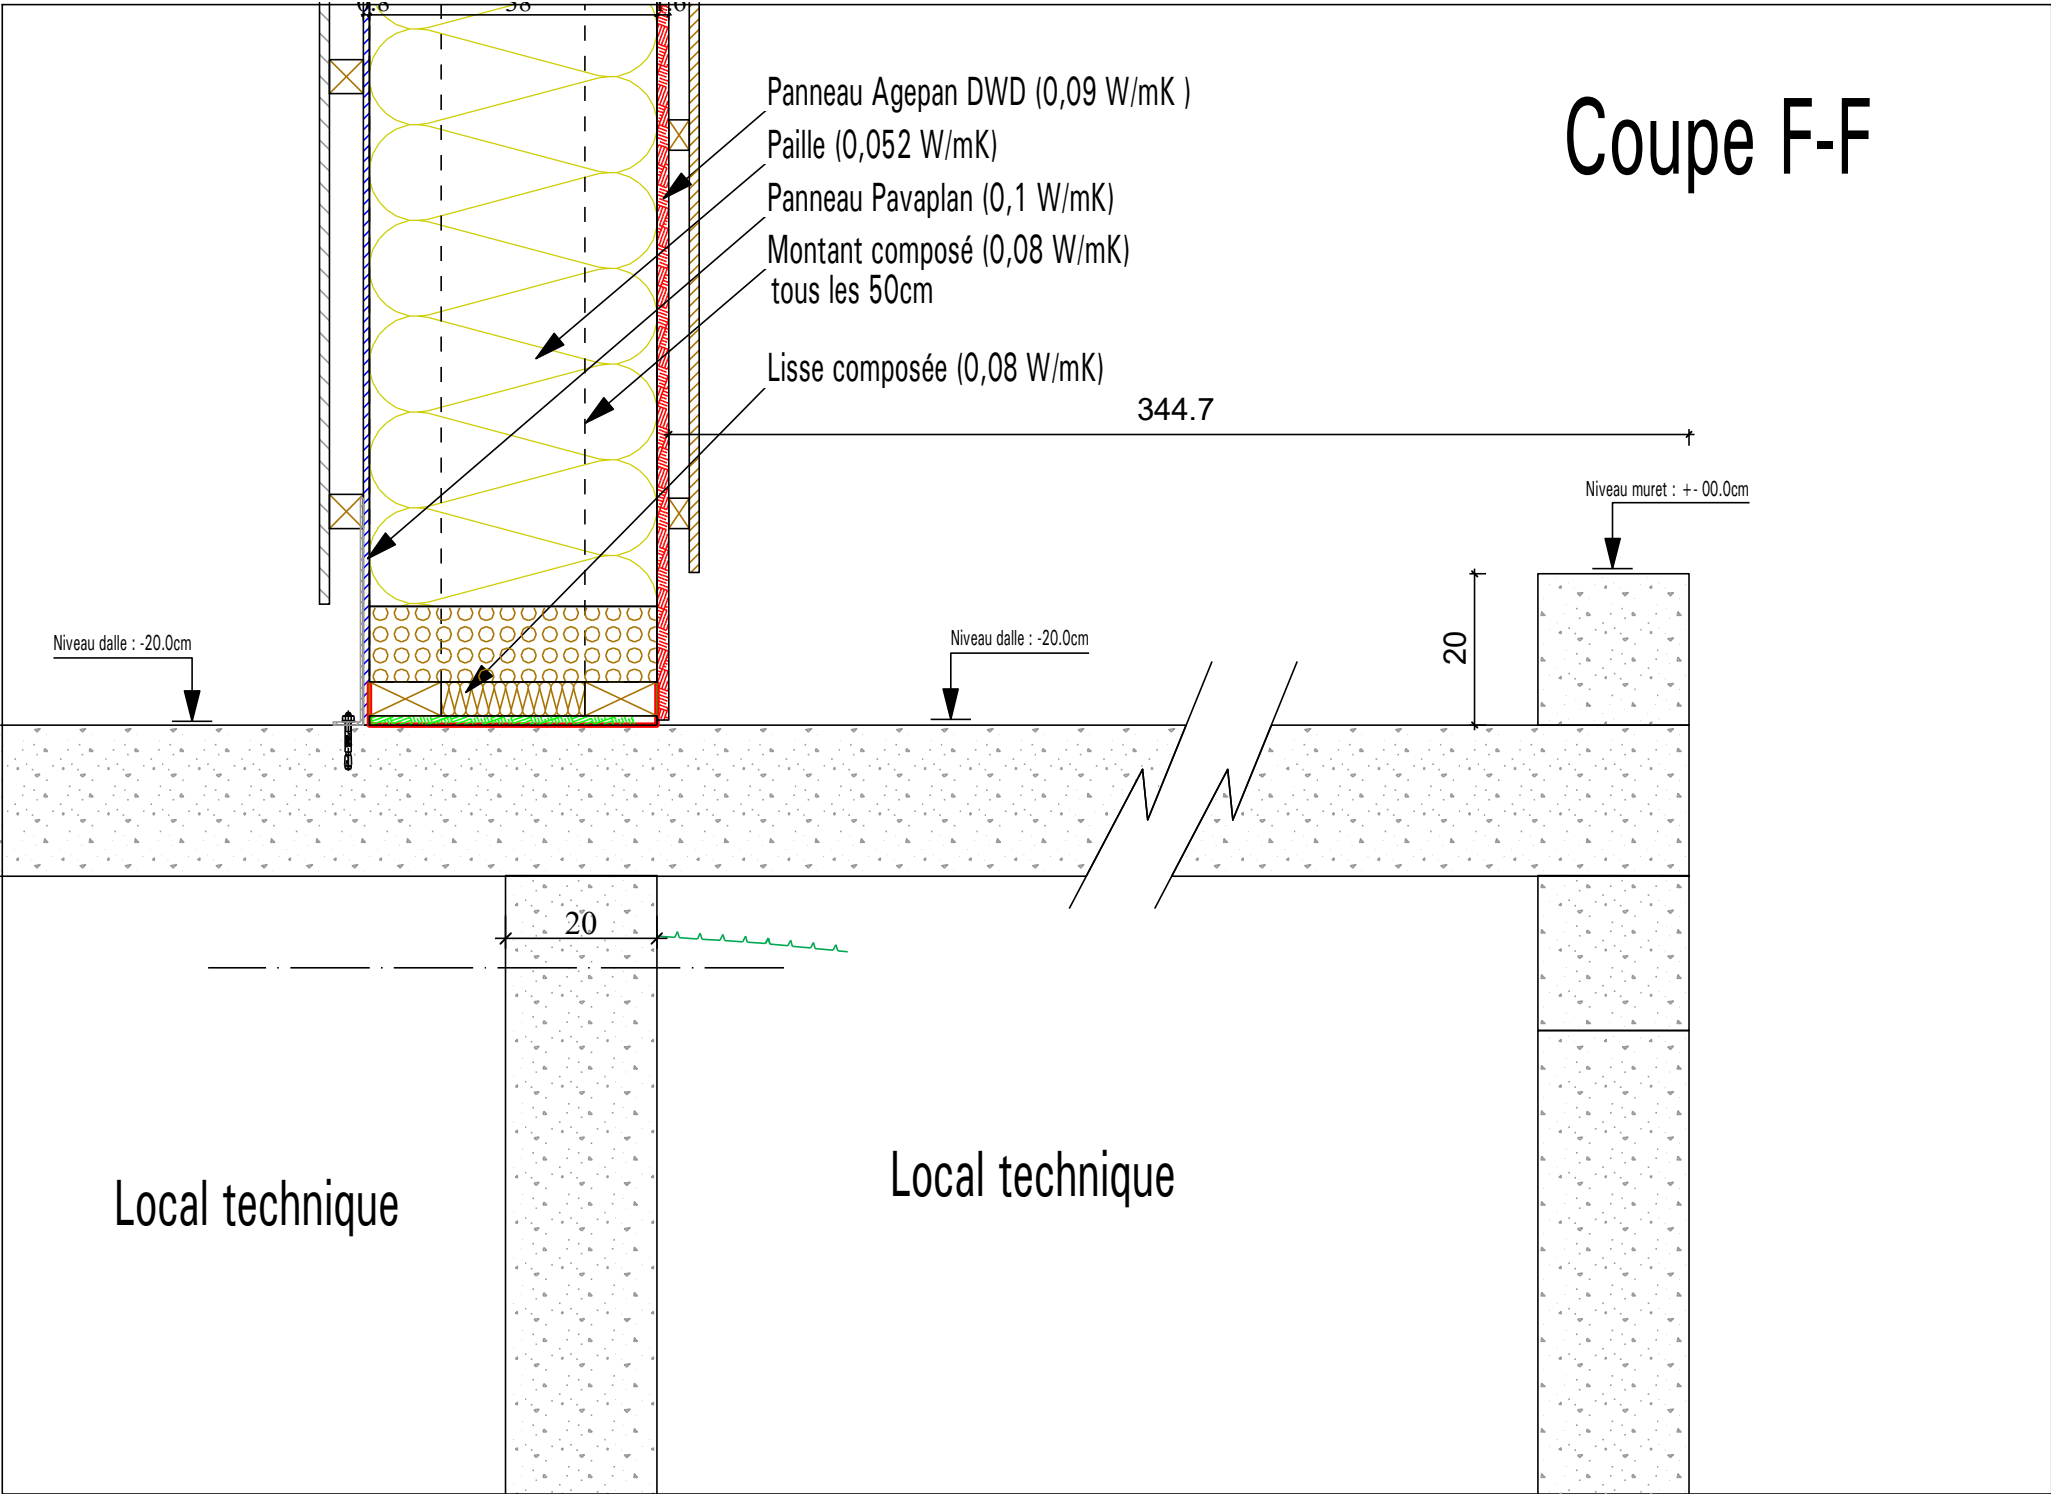 38
Panneau Agepan DWD (0,09 W/mK )
Coupe F-F
Paille (0,052 W/mK)
Panneau Pavaplan (0,1 W/mK)
Montant composé (0,08 W/mK)
tous les 50cm
Lisse composée (0,08 W/mK)
344.7
Niveau muret : +- 00.0cm
Niveau dalle : -20.0cm
Niveau dalle : -20.0cm
20
20
Local technique
Local technique